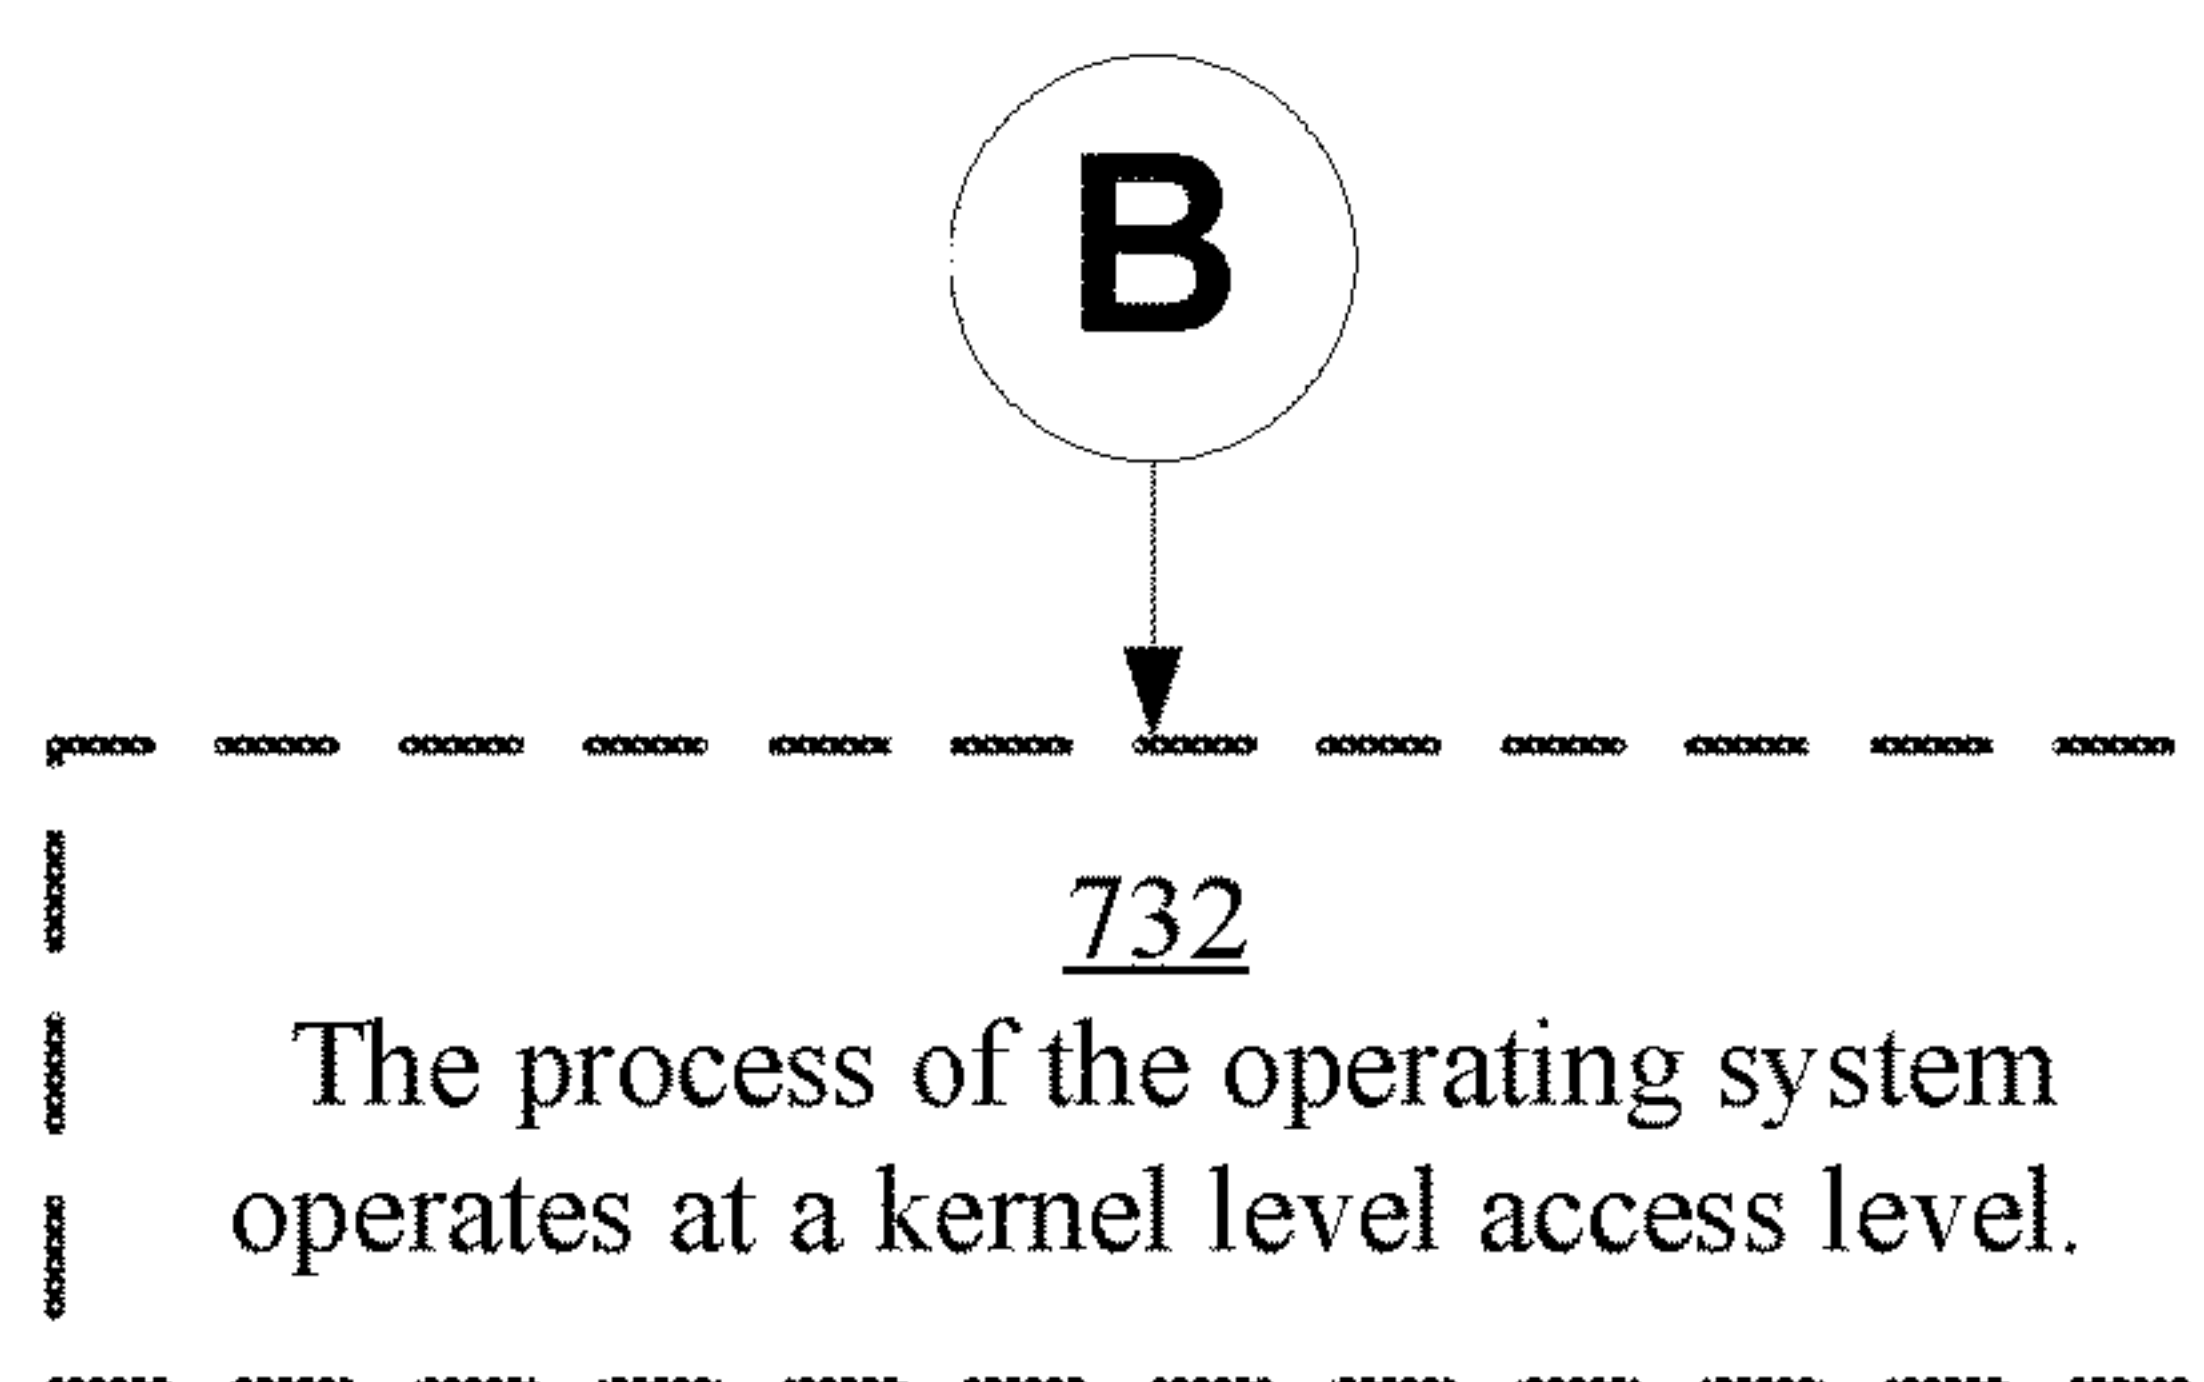 B
732
The process of the operating system
operates at a kernel level access level.